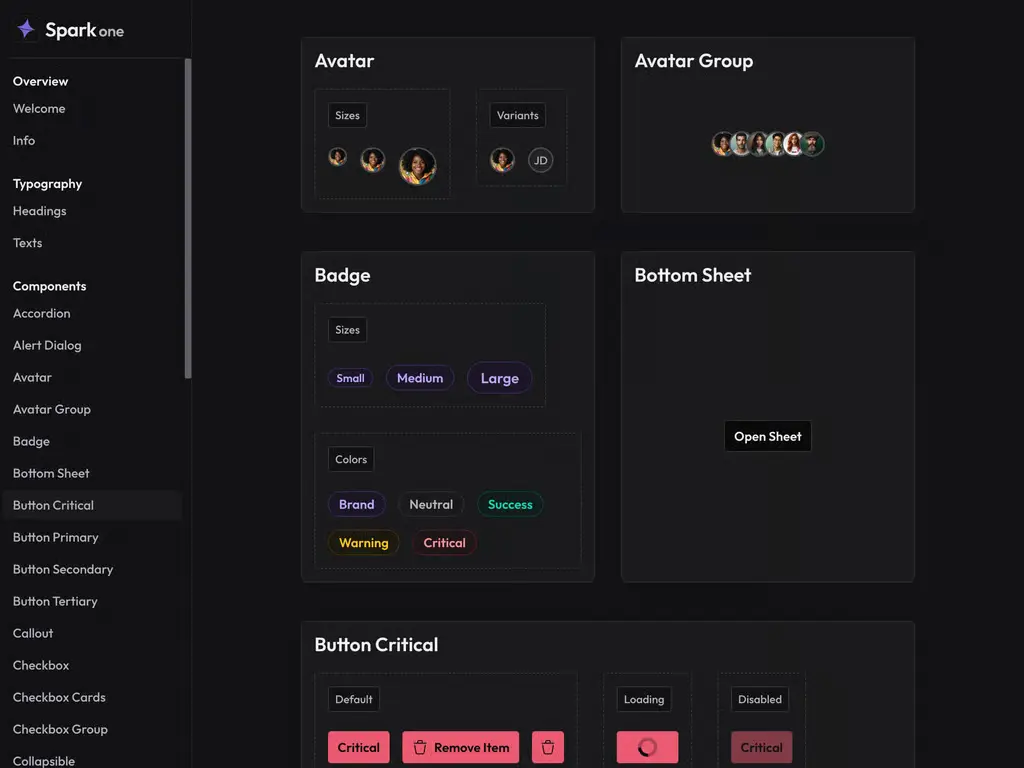 Spark one
Overview
Welcome
Info
Typography
Headings
Texts
Components
Accordion
Alert Dialog
Avatar
Avatar Group
Badge
Bottom Sheet
Button Critical
Button Primary
Button Secondary
Button Tertiary
Callout
Checkbox
Checkbox Cards
Checkbox Group
Collapsible
Avatar
Sizes
Variants
JD
Avatar Group
Badge
Sizes
Small Medium Large
Colors
Brand Neutral Success
Warning Critical
Bottom Sheet
Open Sheet
Button Critical
Default
Critical Remove Item
Loading
Disabled
Critical